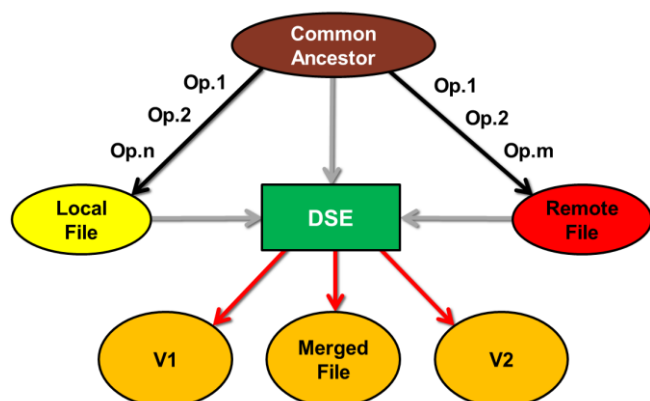 Common
Ancestor
Op.1
Op.2
Op.n
Op.1
Op.2
Op.m
Local
File
DSE
Remote
File
V1
Merged
File
V2